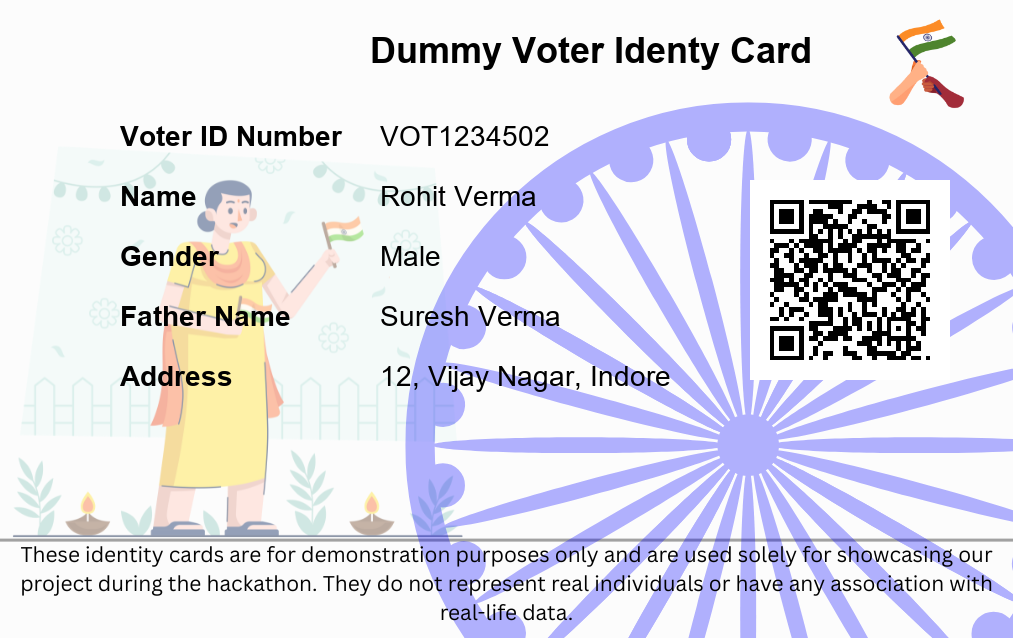 Dummy Voter Identy Card
Voter ID Number VOT1234502
Name Rohit Verma
Gender Male
Father Name Suresh Verma
Address 12, Vijay Nagar, Indore
These identity cards are for demonstration purposes only and are used solely for showcasing our
project during the hackathon. They do not represent real individuals or have any association with
real-life data.